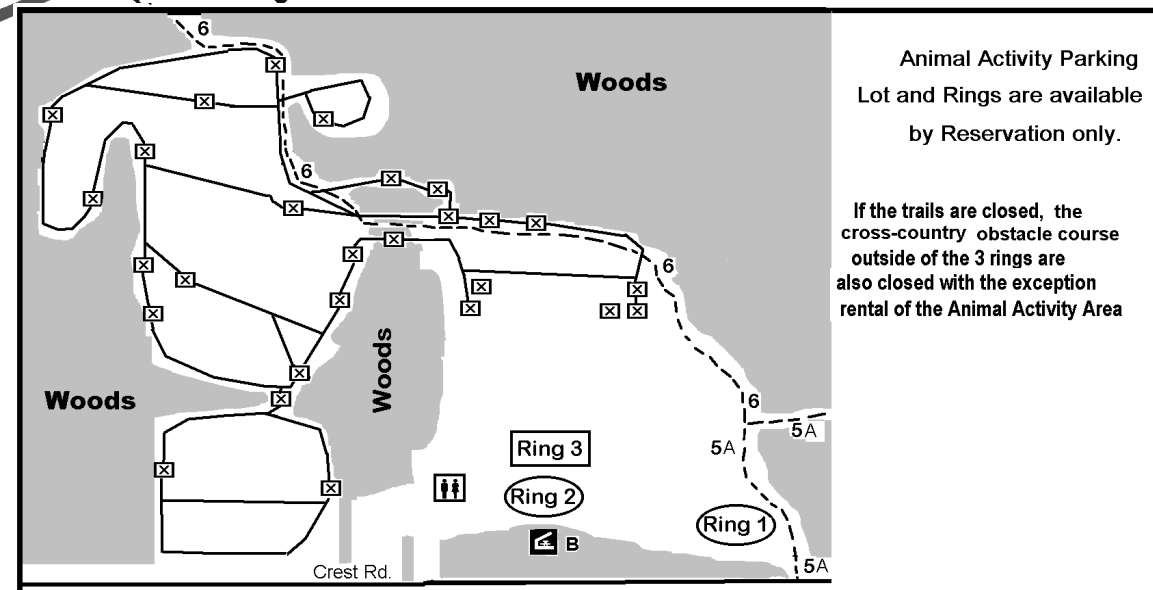 6
Woods
Animal Activity Parking
Lot and Rings are available
by Reservation only.
6
If the trails are closed, the
cross-country obstacle course
outside of the 3 rings are
also closed with the exception
rental of the Animal Activity Area
6
Woods
Woods
6
5A
5A
Ring 3
Ring 2
Ring 1
B
Crest Rd.
5A